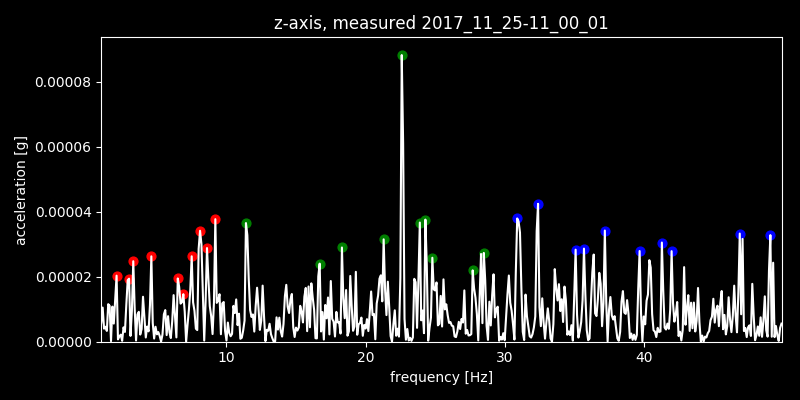 z-axis, measured 2017_11_25-11_00_01
0.00008
0.00006
0.00004
0.00002
0.00000
acceleration [g]
10 20 30 40
frequency [Hz]